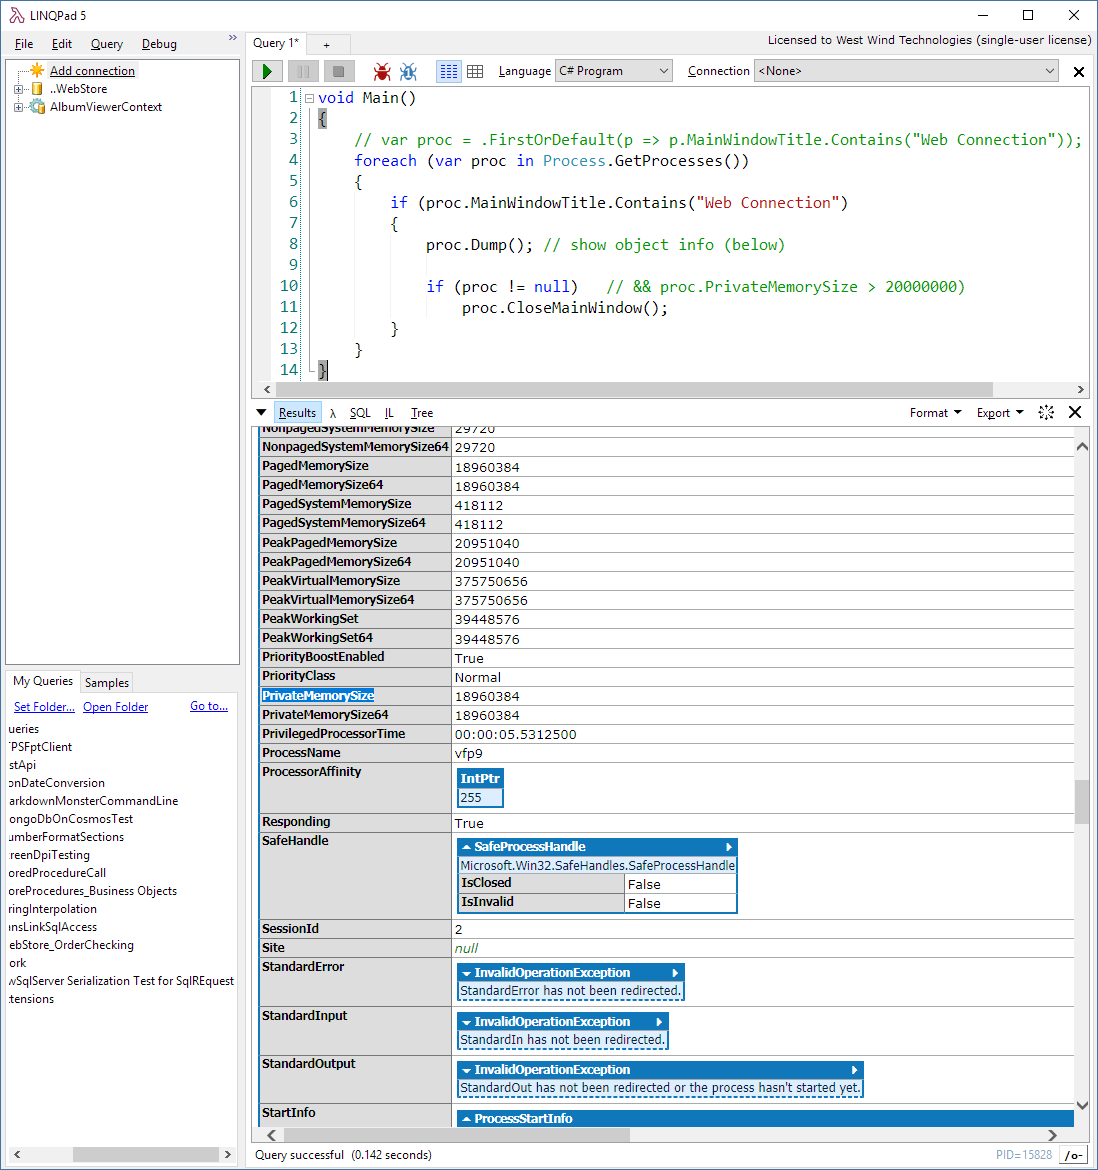 LINQPad 5
File Edit Query Debug »
Add connection
..WebStore
AlbumViewerContext
My Queries Samples
Set Folder... Open Folder Go to...
ueries
PSFptClient
stApi
onDateConversion
arkdownMonsterCommandLine
ongoDbOnCosmosTest
umberFormatSections
reenDpiTesting
oredProcedureCall
oreProcedures_Business Objects
ringInterpolation
ansLinkSqlAccess
ebStore_OrderChecking
ork
wSqlServer Serialization Test for SqlREquest
tensions
Query 1* +
Licensed to West Wind Technologies (single-user license)
Language C# Program Connection <None>
1 void Main()
2 {
3 // var proc = .FirstOrDefault(p => p.MainWindowTitle.Contains("Web Connection"));
4 foreach (var proc in Process.GetProcesses())
5 {
6 if (proc.MainWindowTitle.Contains("Web Connection")
7 {
8 proc.Dump(); // show object info (below)
9
10 if (proc != null) // && proc.PrivateMemorySize > 20000000)
11 proc.CloseMainWindow();
12 }
13 }
14 }
Results λ SQL IL Tree Format Export
NonpagedSystemMemorySize 29720
NonpagedSystemMemorySize64 29720
PagedMemorySize 18960384
PagedMemorySize64 18960384
PagedSystemMemorySize 418112
PagedSystemMemorySize64 418112
PeakPagedMemorySize 20951040
PeakPagedMemorySize64 20951040
PeakVirtualMemorySize 375750656
PeakVirtualMemorySize64 375750656
PeakWorkingSet 39448576
PeakWorkingSet64 39448576
PriorityBoostEnabled True
PriorityClass Normal
PrivateMemorySize 18960384
PrivateMemorySize64 18960384
PrivilegedProcessorTime 00:00:05.5312500
ProcessName vfp9
ProcessorAffinity IntPtr
255
Responding True
SafeHandle SafeProcessHandle
Microsoft.Win32.SafeHandles.SafeProcessHandle
IsClosed False
IsInvalid False
SessionId 2
Site null
StandardError InvalidOperationException
StandardError has not been redirected.
StandardInput InvalidOperationException
StandardIn has not been redirected.
StandardOutput InvalidOperationException
StandardOut has not been redirected or the process hasn't started yet.
StartInfo ProcessStartInfo
Query successful (0.142 seconds) PID=15828 /o-